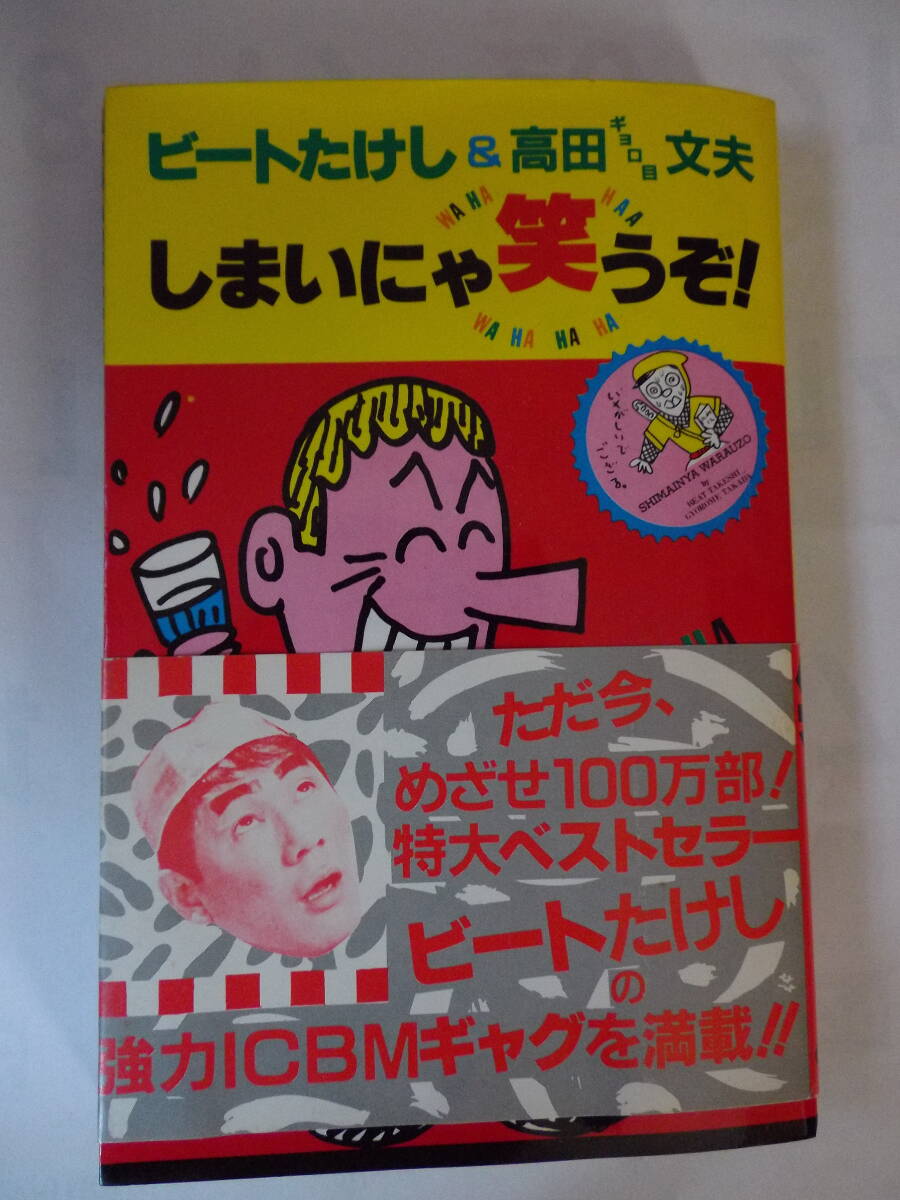 ビートたけし&高田ギョロ目文夫
WA HA HAA
しまいにゃ笑うぞ!
WA HA HA HA
SHIMAINYA WARAUZO
by
BEAT TAKESHI
GYOROME TAKADA
HA
ただ今、
めざせ100万部!
特大ベストセラー
ビートたけし
の
強力ICBMギャグを満載!!